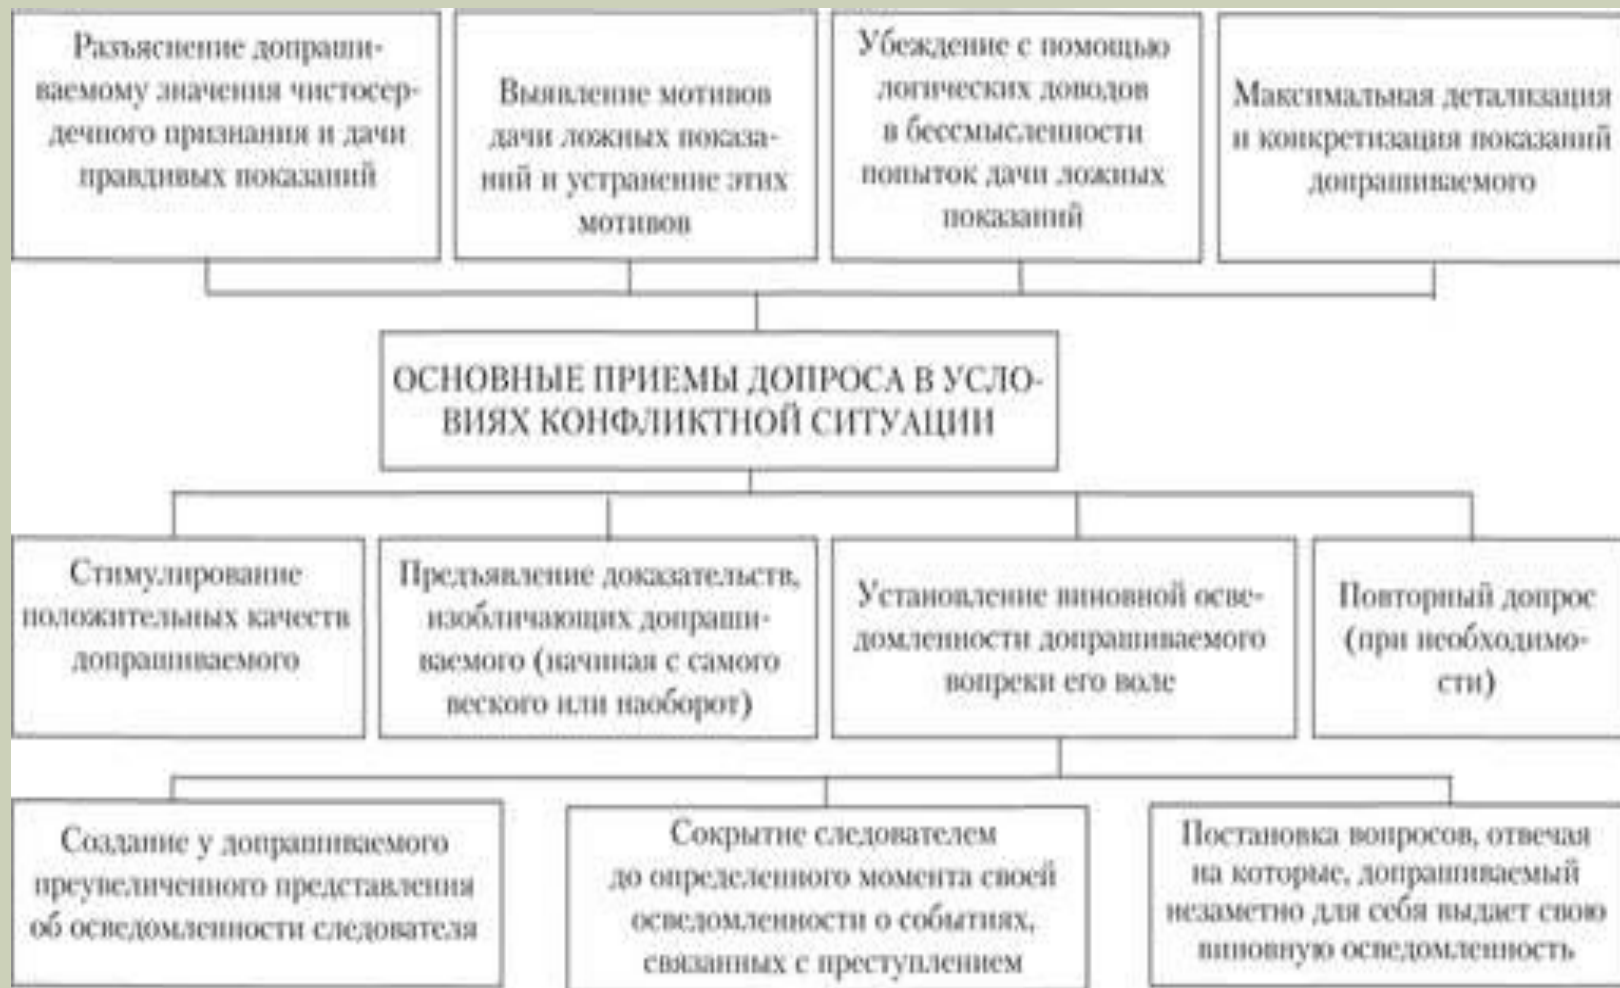 Разъяснение допраши-
ваемому значения чистосер-
дечного признания и дачи
правдивых показаний
Выявление мотивов
дачи ложных показа-
ний и устранение этих
мотивов
Убеждение с помощью
логических доводов
в бессмысленности
попыток дачи ложных
показаний
Максимальная детализация
и конкретизация показаний
допрашиваемого
ОСНОВНЫЕ ПРИЕМЫ ДОПРОСА В УСЛО-
ВИЯХ КОНФЛИКТНОЙ СИТУАЦИИ
Стимулирование
положительных качеств
допрашиваемого
Предъявление доказательств,
изобличающих допраши-
ваемого (начиная с самого
веского или наоборот)
Установление виновной осве-
домленности допрашиваемого
вопреки его воле
Повторный допрос
(при необходимо-
сти)
Создание у допрашиваемого
преувеличенного представления
об осведомленности следователя
Сокрытие следователем
до определенного момента своей
осведомленности о событиях,
связанных с преступлением
Постановка вопросов, отвечая
на которые, допрашиваемый
незаметно для себя выдает свою
виновную осведомленность